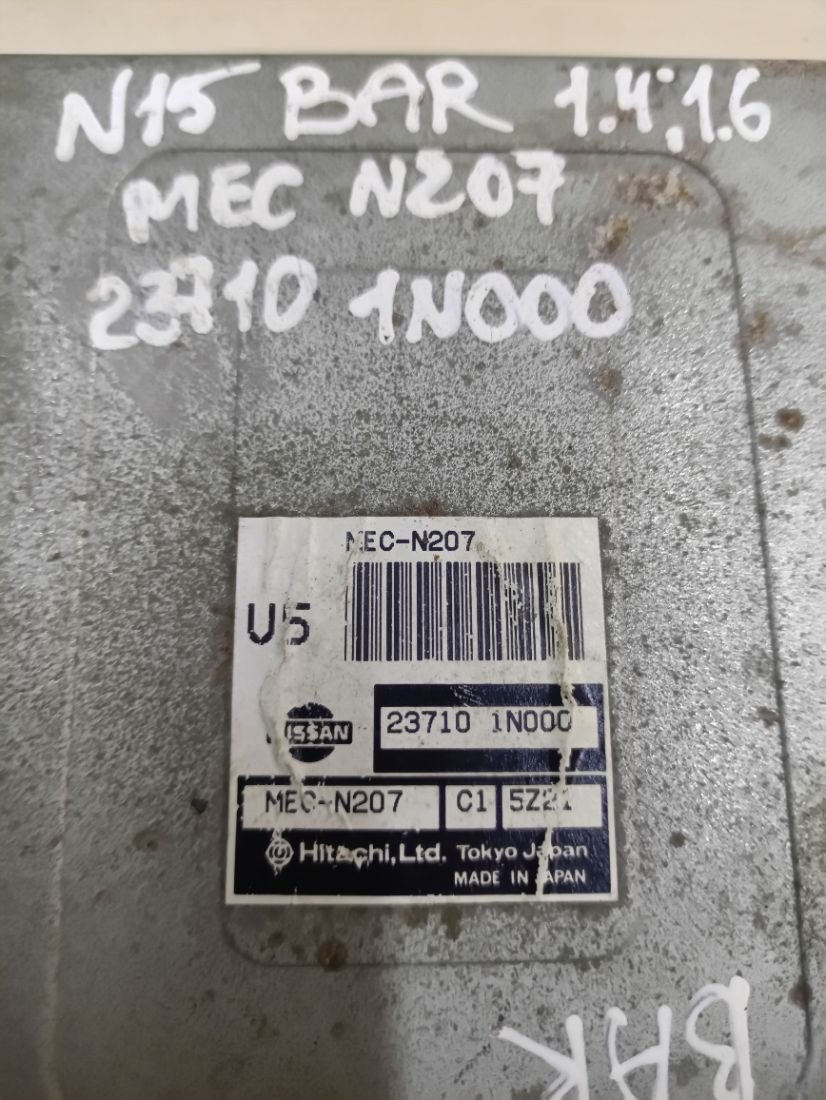 N15 BAR 1.4;1.6
MEC N207
23710 1N000
MEC-N207
U5
NISSAN
23710 1N000
MEC-N207 C1 5Z21
Hitachi, Ltd. Tokyo Japan
MADE IN JAPAN
BAR